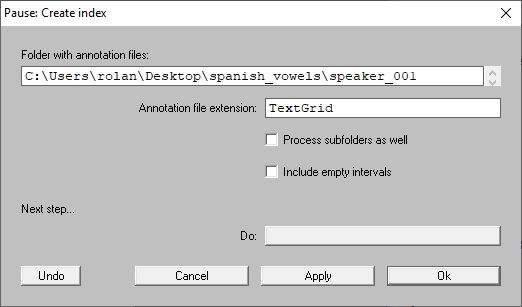 Pause: Create index
Folder with annotation files:
C:\Users\rolan\Desktop\spanish_vowels\speaker_001
Annotation file extension: TextGrid
Process subfolders as well
Include empty intervals
Next step...
Do:
Undo Cancel Apply Ok